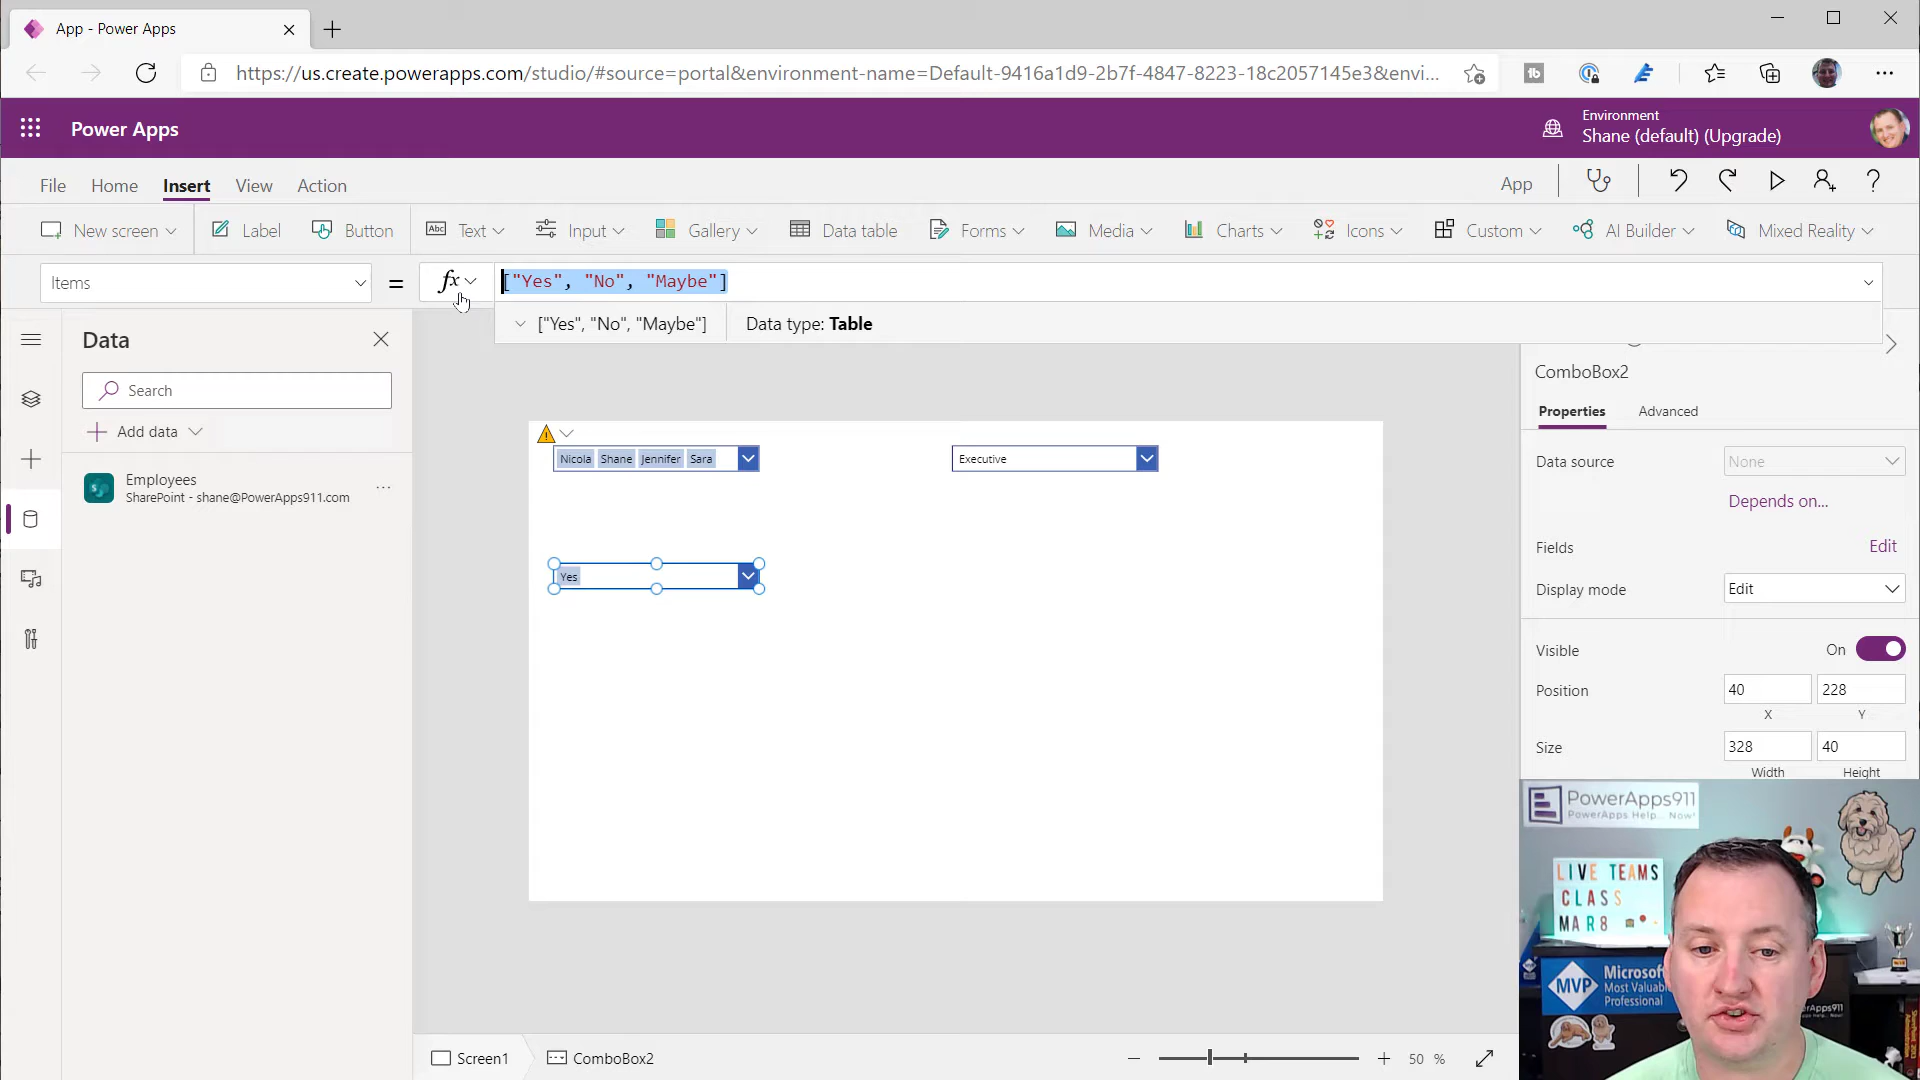 App - Power Apps
https://us.create.powerapps.com/studio/#source=portal&environment-name=Default-9416a1d9-2b7f-4847-8223-18c2057145e3&envi...
Power Apps
Environment
Shane (default) (Upgrade)
File Home Insert View Action
App
New screen Label Button Text Input Gallery Data table Forms Media Charts Icons Custom AI Builder Mixed Reality
Items = fx ["Yes", "No", "Maybe"]
["Yes", "No", "Maybe"] Data type: Table
Data
Search
Add data
Employees
SharePoint - shane@PowerApps911.com
Nicola Shane Jennifer Sara
Executive
Yes
ComboBox2
Properties Advanced
Data source None
Depends on...
Fields Edit
Display mode Edit
Visible On
Position 40 228
X Y
Size 328 40
Width Height
PowerApps911
PowerApps Help... Now!
LIVE TEAMS
CLASS
MAR8
MVP
Microsoft
Most Valuable
Professional
Screen1 ComboBox2
50 %